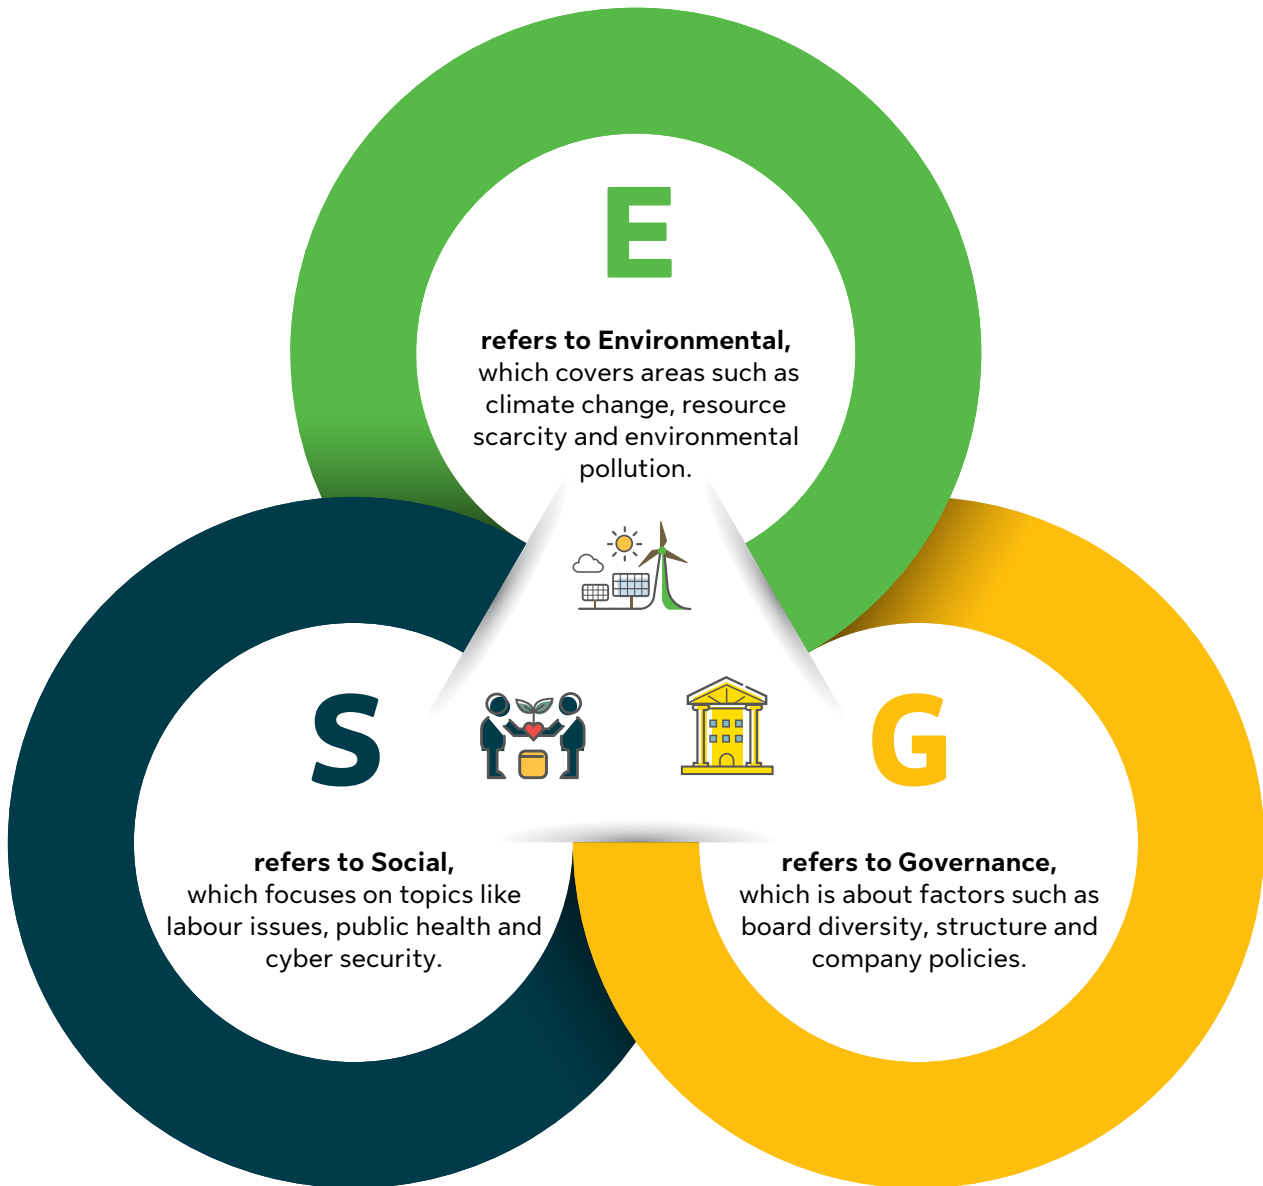 E
refers to Environmental,
which covers areas such as
climate change, resource
scarcity and environmental
pollution.
S
refers to Social,
which focuses on topics like
labour issues, public health and
cyber security.
G
refers to Governance,
which is about factors such as
board diversity, structure and
company policies.